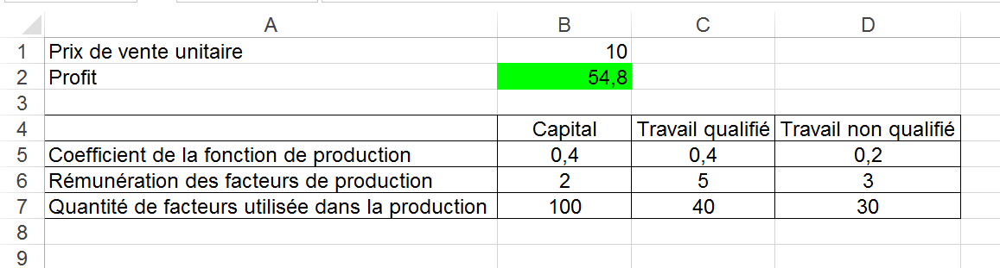 A B C D
1 Prix de vente unitaire 10
2 Profit 54,8
3
4 Capital Travail qualifié Travail non qualifié
5 Coefficient de la fonction de production 0,4 0,4 0,2
6 Rémunération des facteurs de production 2 5 3
7 Quantité de facteurs utilisée dans la production 100 40 30
8
9